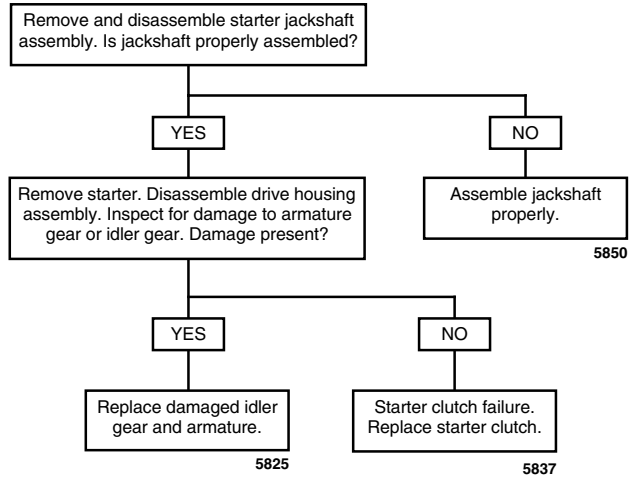 Remove and disassemble starter jackshaft
assembly. Is jackshaft properly assembled?
YES
NO
Remove starter. Disassemble drive housing
assembly. Inspect for damage to armature
gear or idler gear. Damage present?
Assemble jackshaft
properly.
5850
YES
NO
Replace damaged idler
gear and armature.
5825
Starter clutch failure.
Replace starter clutch.
5837